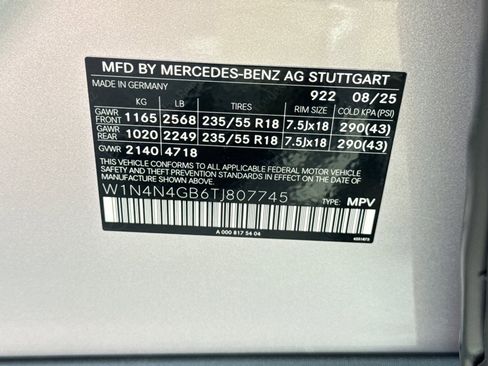 MFD BY MERCEDES-BENZ AG STUTTGART
MADE IN GERMANY 922 08/25
KG LB TIRES RIM SIZE COLD KPA (PSI)
GAWR FRONT 1165 2568 235/55 R18 7.5Jx18 290(43)
GAWR REAR 1020 2249 235/55 R18 7.5Jx18 290(43)
GVWR 2140 4718
THIS VEHICLE CONFORMS TO ALL APPLICABLE FEDERAL MOTOR VEHICLE
SAFETY STANDARDS IN EFFECT ON THE DATE OF MANUFACTURE SHOWN ABOVE.
W1N4N4GB6TJ807745
TYPE: MPV
A 000 817 54 04